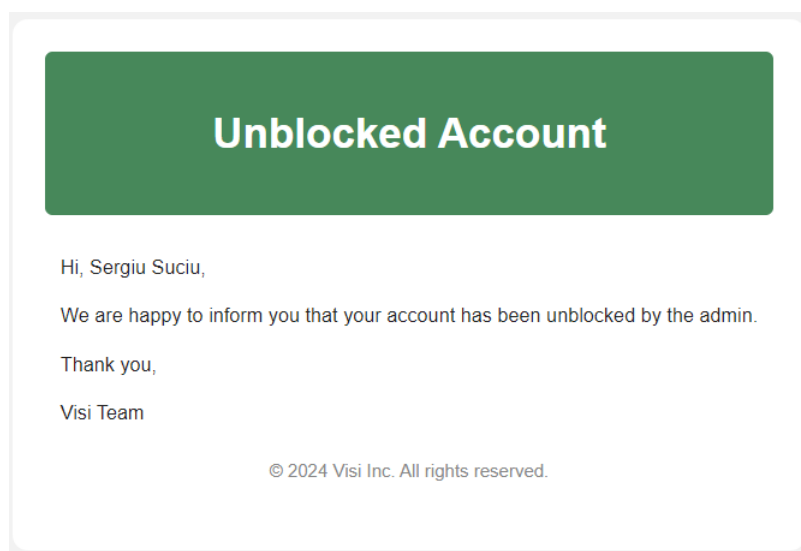 Unblocked Account
Hi, Sergiu Suciu,
We are happy to inform you that your account has been unblocked by the admin.
Thank you,
Visi Team
© 2024 Visi Inc. All rights reserved.